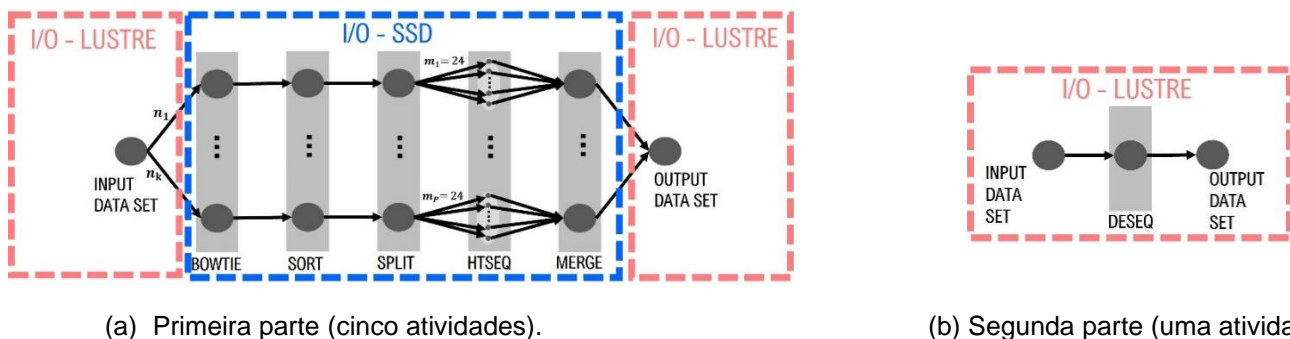 I/O - LUSTRE
I/O - SSD
I/O - LUSTRE
m₁ = 24
n₁
⋮ ⋮ ⋮ ⋮ ⋮
INPUT
DATA SET
nₖ
OUTPUT
DATA SET
m_P = 24
BOWTIE SORT SPLIT HTSEQ MERGE
(a) Primeira parte (cinco atividades).
I/O - LUSTRE
INPUT
DATA
SET
DESEQ
OUTPUT
DATA
SET
(b) Segunda parte (uma ativida